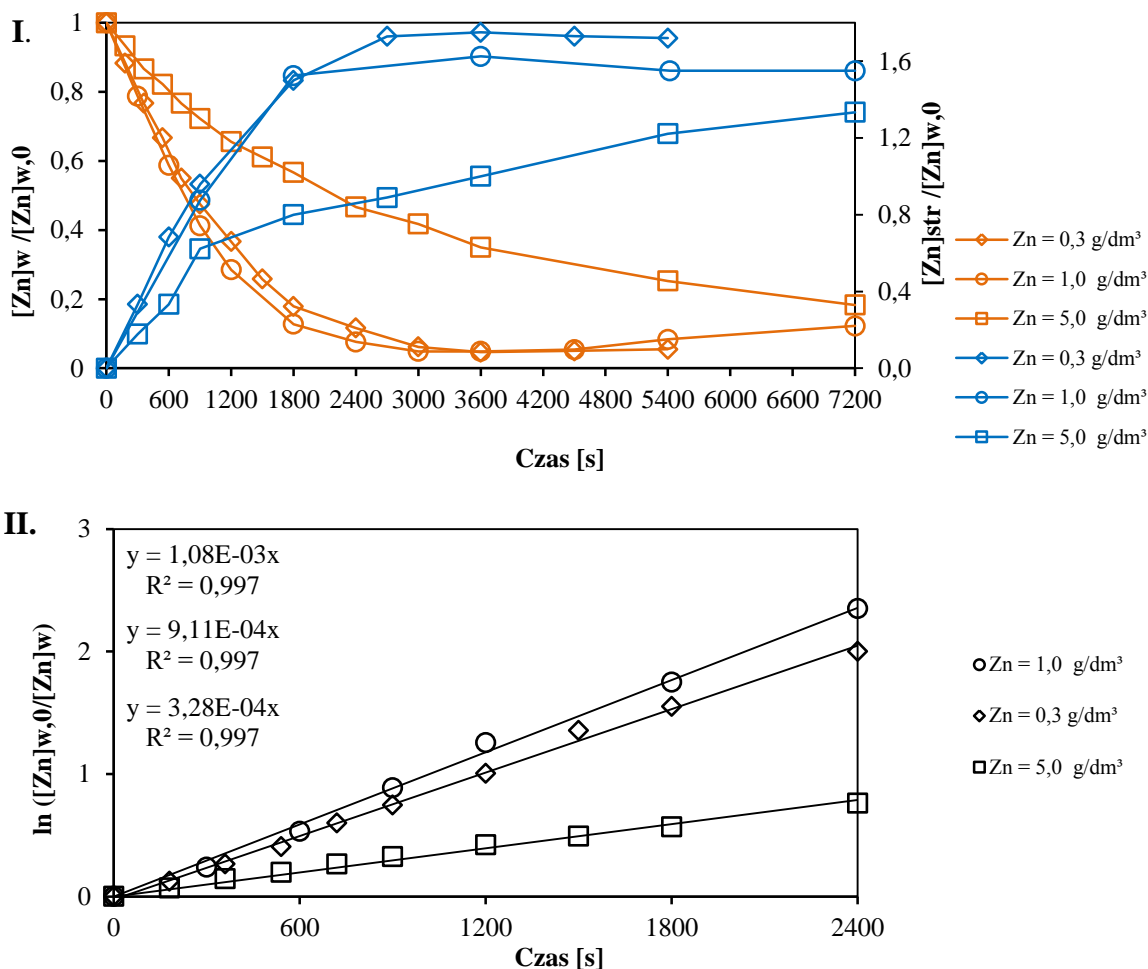 I.
[Zn]w /[Zn]w,0
1
0,8
0,6
0,4
0,2
0
1,6
1,2
0,8
0,4
0,0
[Zn]str /[Zn]w,0
0 600 1200 1800 2400 3000 3600 4200 4800 5400 6000 6600 7200
Czas [s]
Zn = 0,3 g/dm³
Zn = 1,0 g/dm³
Zn = 5,0 g/dm³
Zn = 0,3 g/dm³
Zn = 1,0 g/dm³
Zn = 5,0 g/dm³
II.
ln ([Zn]w,0/[Zn]w)
3
2
1
0
y = 1,08E-03x
R² = 0,997
y = 9,11E-04x
R² = 0,997
y = 3,28E-04x
R² = 0,997
0 600 1200 1800 2400
Czas [s]
Zn = 1,0 g/dm³
Zn = 0,3 g/dm³
Zn = 5,0 g/dm³